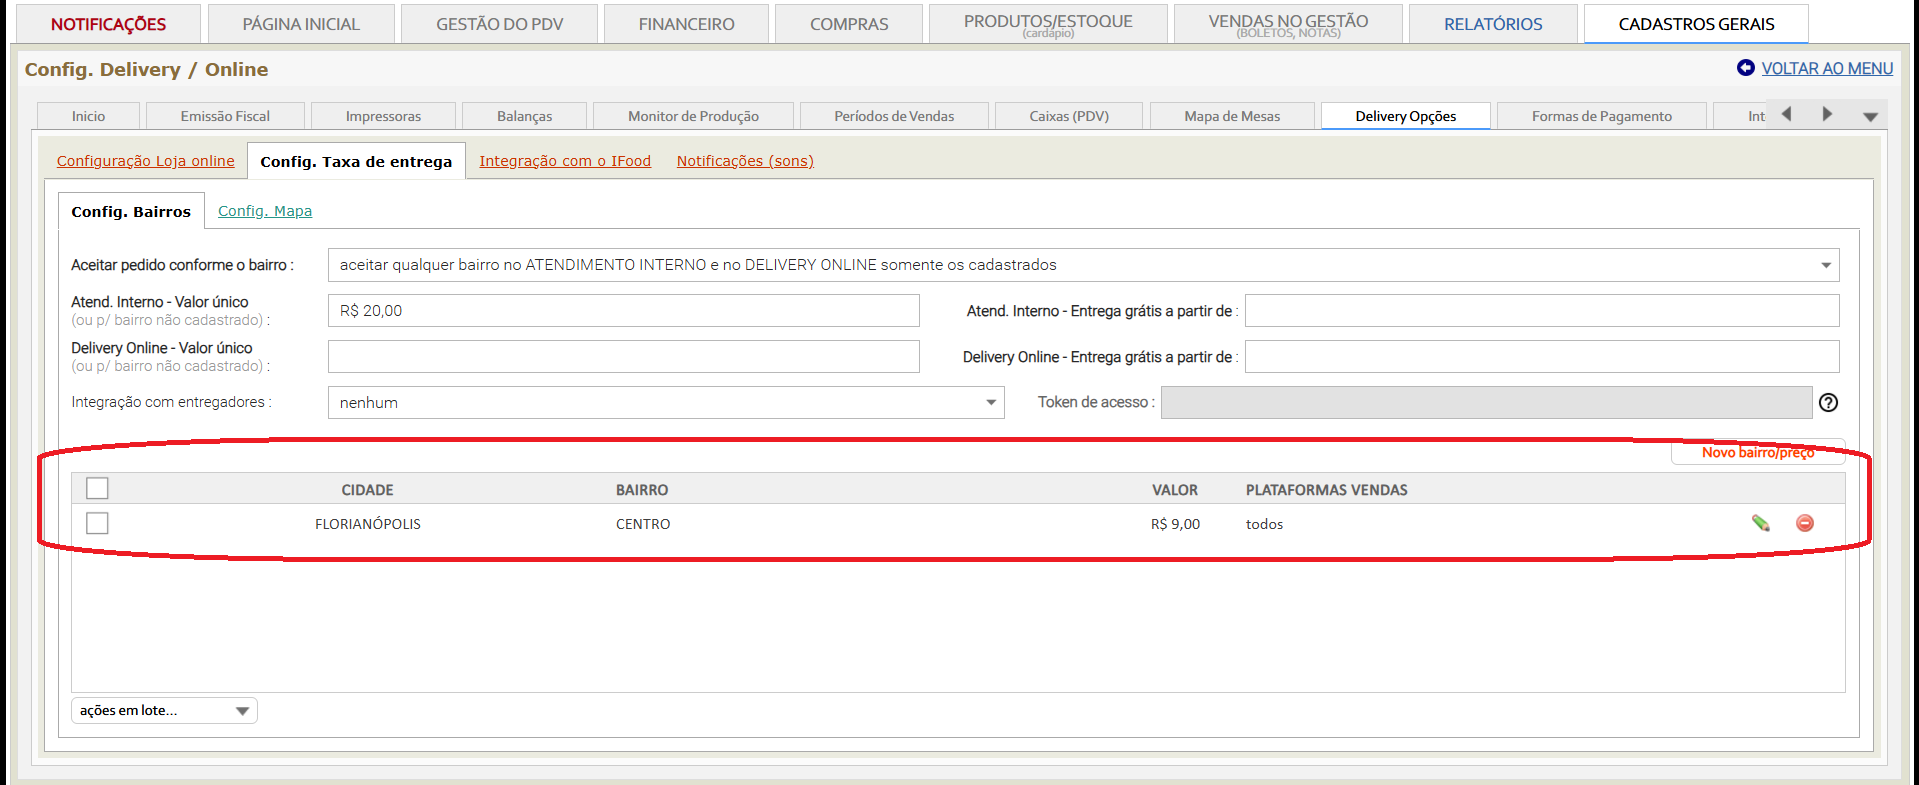 NOTIFICAÇÕES PÁGINA INICIAL GESTÃO DO PDV FINANCEIRO COMPRAS PRODUTOS/ESTOQUE (cardápio) VENDAS NO GESTÃO (BOLETOS, NOTAS) RELATÓRIOS CADASTROS GERAIS
Config. Delivery / Online VOLTAR AO MENU
Inicio Emissão Fiscal Impressoras Balanças Monitor de Produção Períodos de Vendas Caixas (PDV) Mapa de Mesas Delivery Opções Formas de Pagamento Int
Configuração Loja online Config. Taxa de entrega Integração com o IFood Notificações (sons)
Config. Bairros Config. Mapa
Aceitar pedido conforme o bairro : aceitar qualquer bairro no ATENDIMENTO INTERNO e no DELIVERY ONLINE somente os cadastrados
Atend. Interno - Valor único
(ou p/ bairro não cadastrado) : R$ 20,00 Atend. Interno - Entrega grátis a partir de :
Delivery Online - Valor único
(ou p/ bairro não cadastrado) : Delivery Online - Entrega grátis a partir de :
Integração com entregadores : nenhum Token de acesso : ?
Novo bairro/preço
CIDADE BAIRRO VALOR PLATAFORMAS VENDAS
FLORIANÓPOLIS CENTRO R$ 9,00 todos
ações em lote...